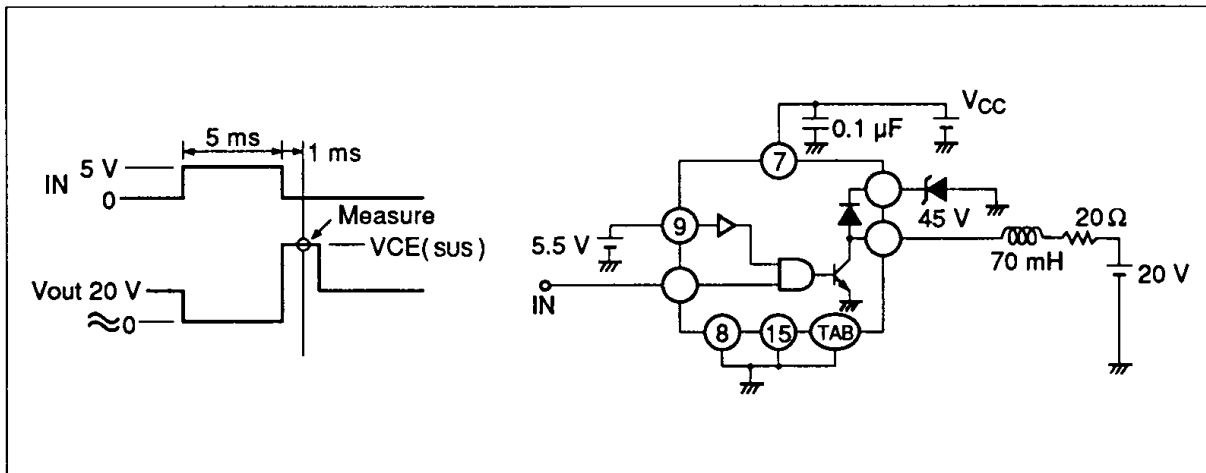 5 ms
1 ms
IN
5 V
0
Measure
VCE(sus)
Vout 20 V
≈0
VCC
0.1 µF
7
9
5.5 V
IN
45 V
20 Ω
70 mH
20 V
8
15
TAB